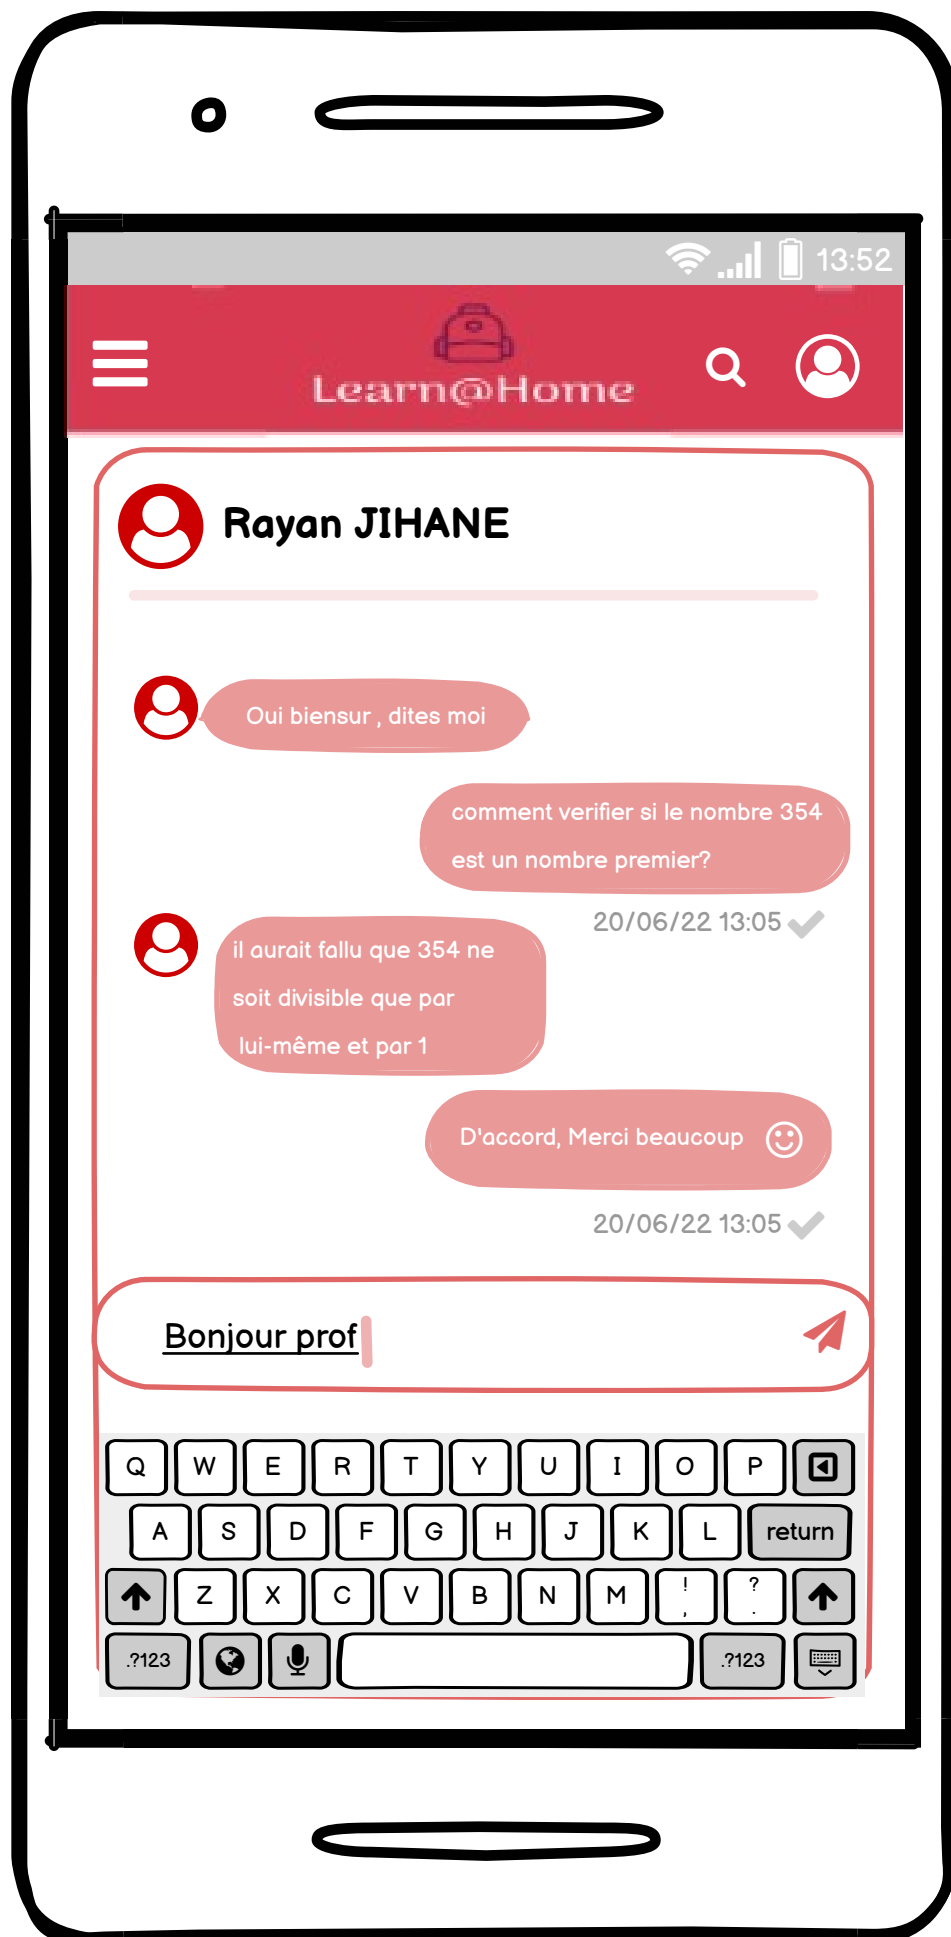 13:52
Learn@Home
Rayan JIHANE
Oui biensur , dites moi
comment verifier si le nombre 354
est un nombre premier?
20/06/22 13:05
il aurait fallu que 354 ne
soit divisible que par
lui-même et par 1
D'accord, Merci beaucoup
20/06/22 13:05
Bonjour prof
Q W E R T Y U I O P
A S D F G H J K L return
Z X C V B N M ! , ? .
.?123 .?123